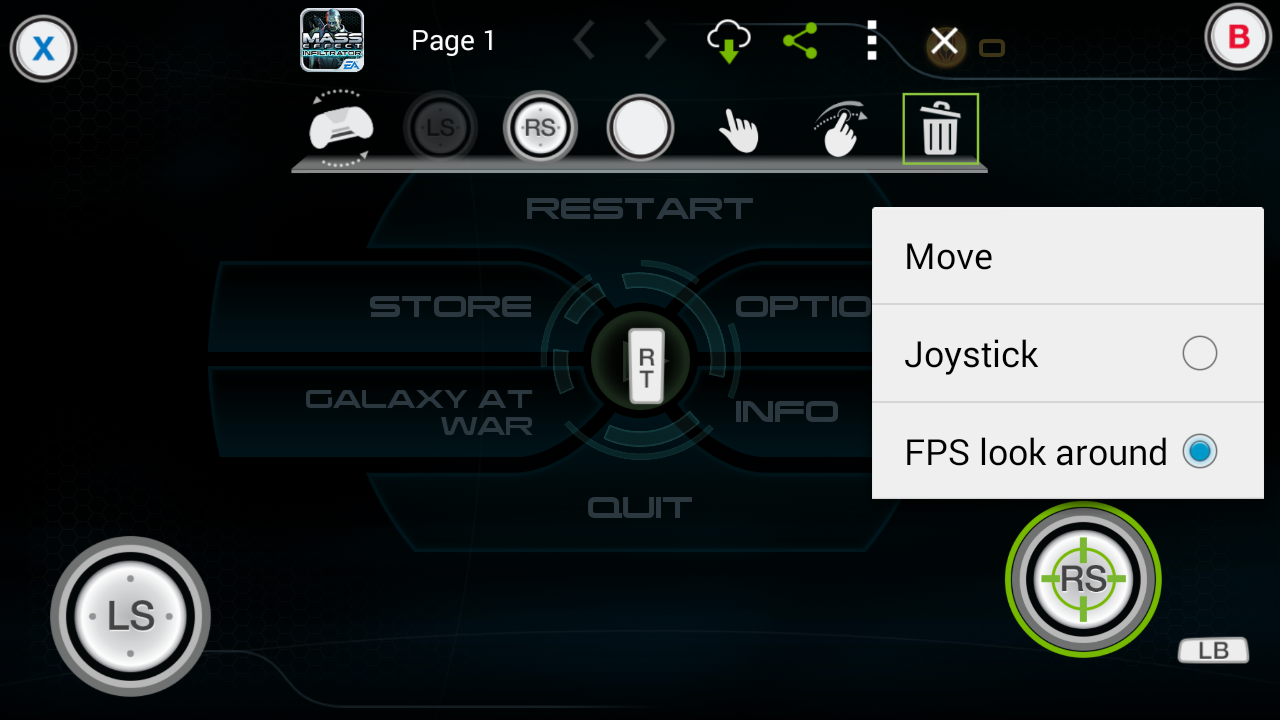 X
MASS
EFFECT
INFILTRATOR
EA
Page 1
B
LS
RS
RESTART
STORE
OPTIO
Move
Joystick
FPS look around
R
T
GALAXY AT
WAR
INFO
QUIT
LS
RS
LB